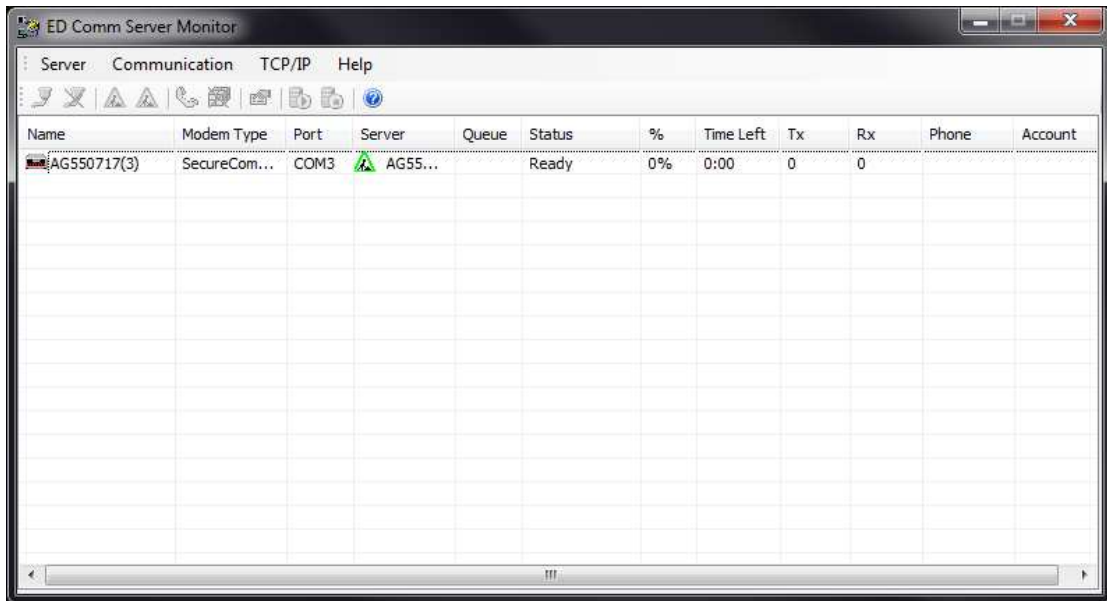 ED Comm Server Monitor
Server Communication TCP/IP Help
Name Modem Type Port Server Queue Status % Time Left Tx Rx Phone Account
AG550717(3) SecureCom... COM3 AG55... Ready 0% 0:00 0 0